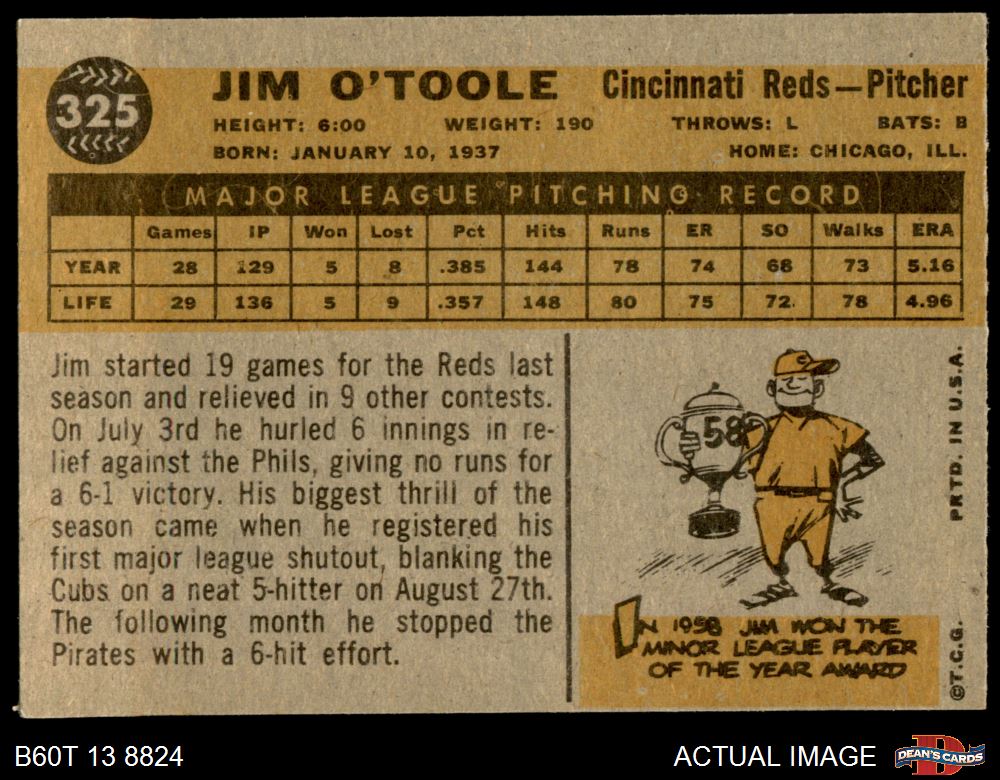 325
JIM O'TOOLE Cincinnati Reds—Pitcher
HEIGHT: 6:00 WEIGHT: 190 THROWS: L BATS: B
BORN: JANUARY 10, 1937 HOME: CHICAGO, ILL.
MAJOR LEAGUE PITCHING RECORD
Games IP Won Lost Pct Hits Runs ER SO Walks ERA
YEAR 28 129 5 8 .385 144 78 74 68 73 5.16
LIFE 29 136 5 9 .357 148 80 75 72 78 4.96
Jim started 19 games for the Reds last
season and relieved in 9 other contests.
On July 3rd he hurled 6 innings in re-
lief against the Phils, giving no runs for
a 6-1 victory. His biggest thrill of the
season came when he registered his
first major league shutout, blanking the
Cubs on a neat 5-hitter on August 27th.
The following month he stopped the
Pirates with a 6-hit effort.
C
58
IN 1958 JIM WON THE
MINOR LEAGUE PLAYER
OF THE YEAR AWARD
PRTD. IN U.S.A.
©T.C.G.
B60T 13 8824
ACTUAL IMAGE
D
DEAN'S CARDS